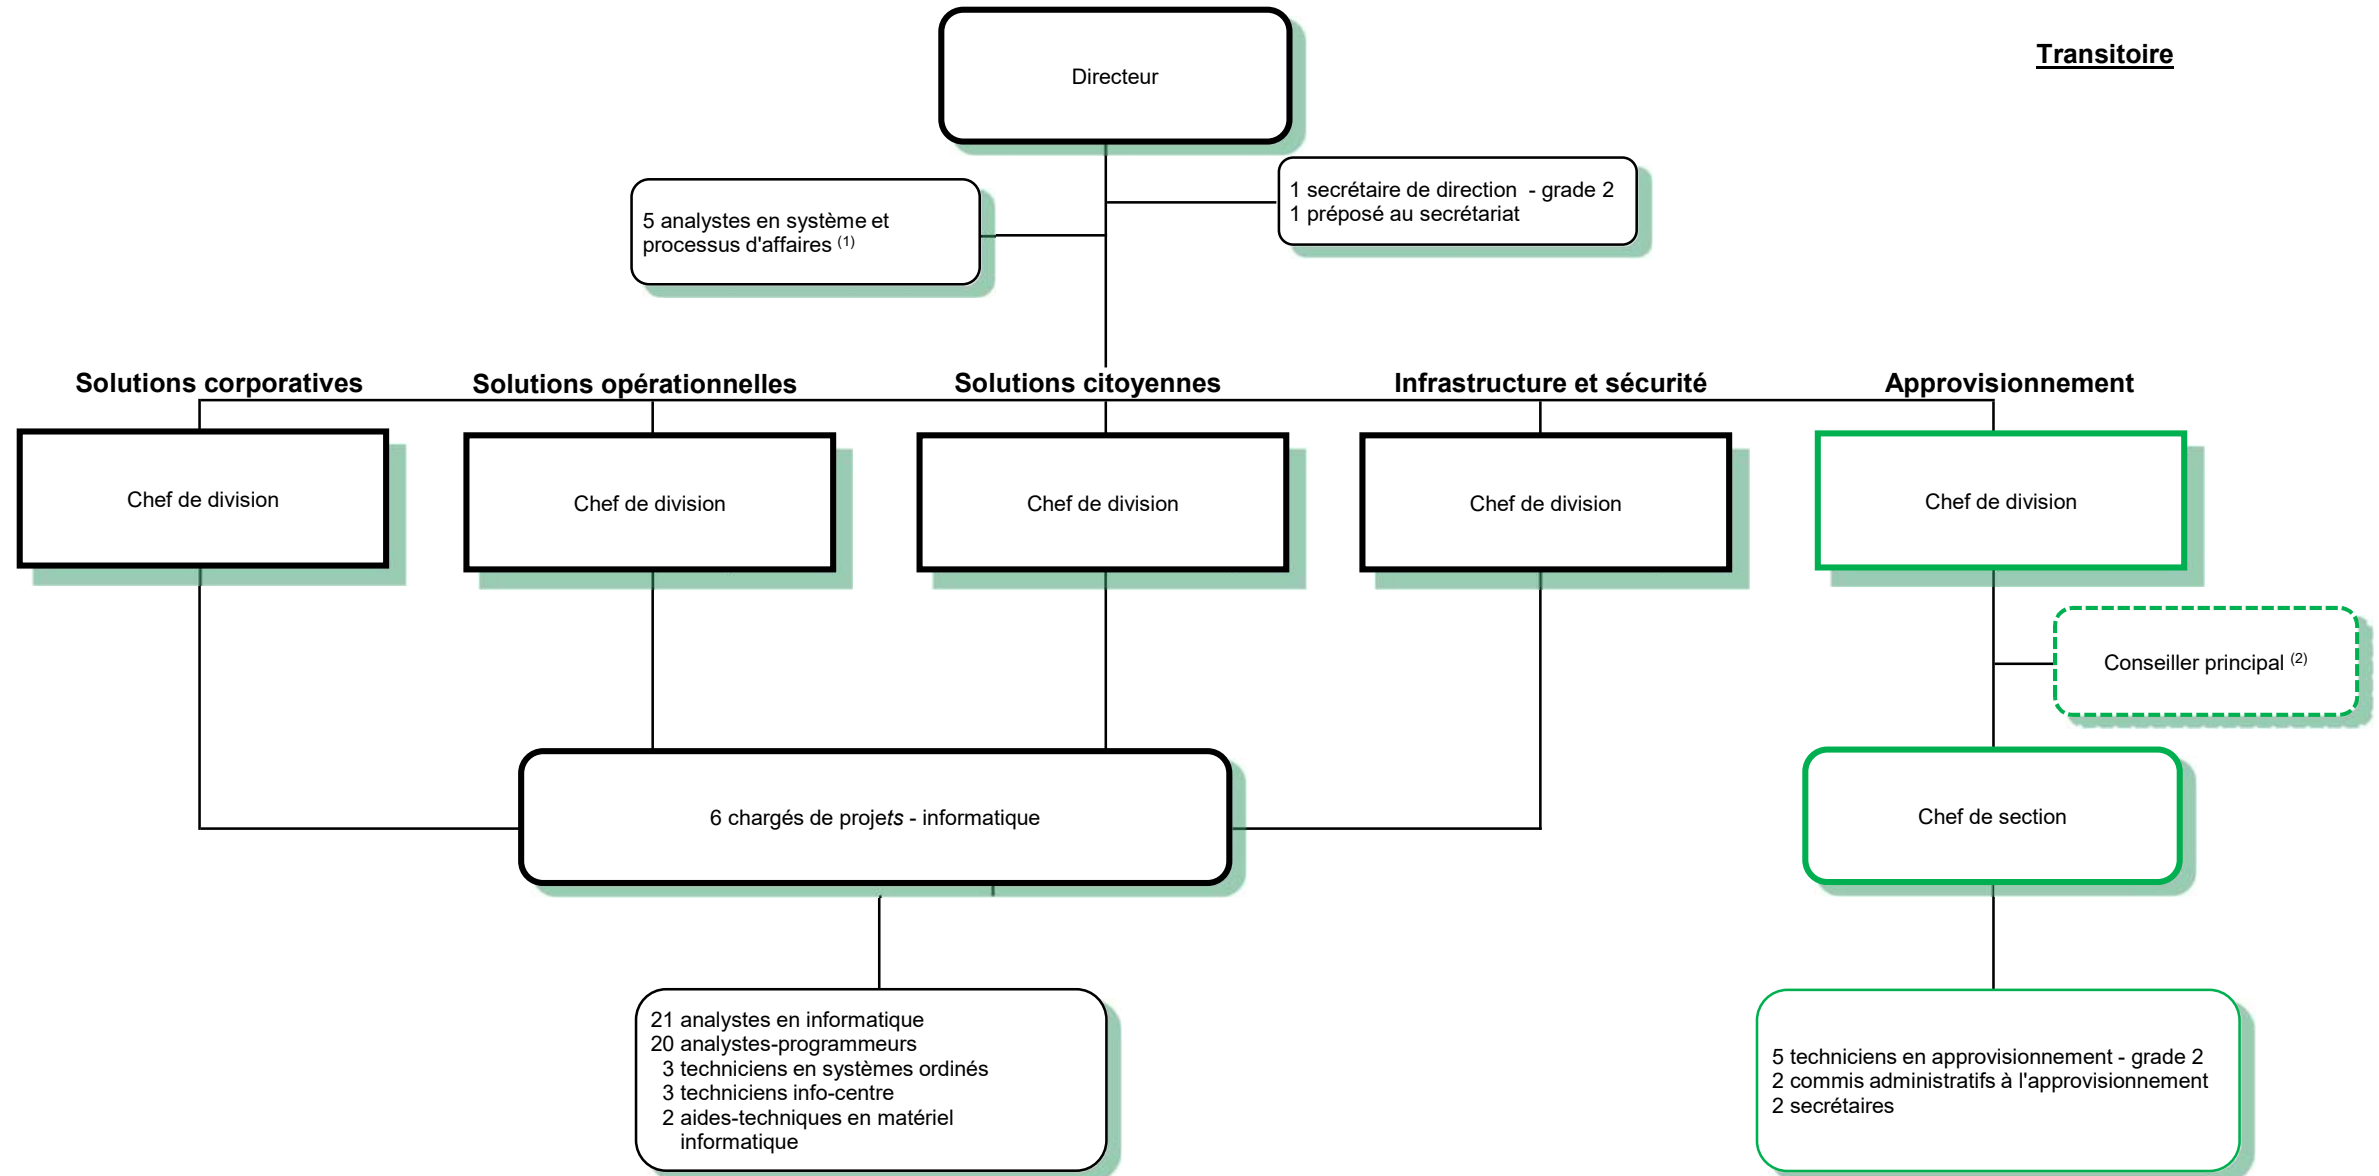 Transitoire
Directeur
1 secrétaire de direction  - grade 2
1 préposé au secrétariat
5 analystes en système et
processus d'affaires (1)
Solutions corporatives
Solutions opérationnelles
Solutions citoyennes
Infrastructure et sécurité
Approvisionnement
Chef de division
Chef de division
Chef de division
Chef de division
Chef de division
Conseiller principal (2)
6 chargés de projets - informatique
Chef de section
21 analystes en informatique
20 analystes-programmeurs
3 techniciens en systèmes ordinés
3 techniciens info-centre
2 aides-techniques en matériel
informatique
5 techniciens en approvisionnement - grade 2
2 commis administratifs à l'approvisionnement
2 secrétaires